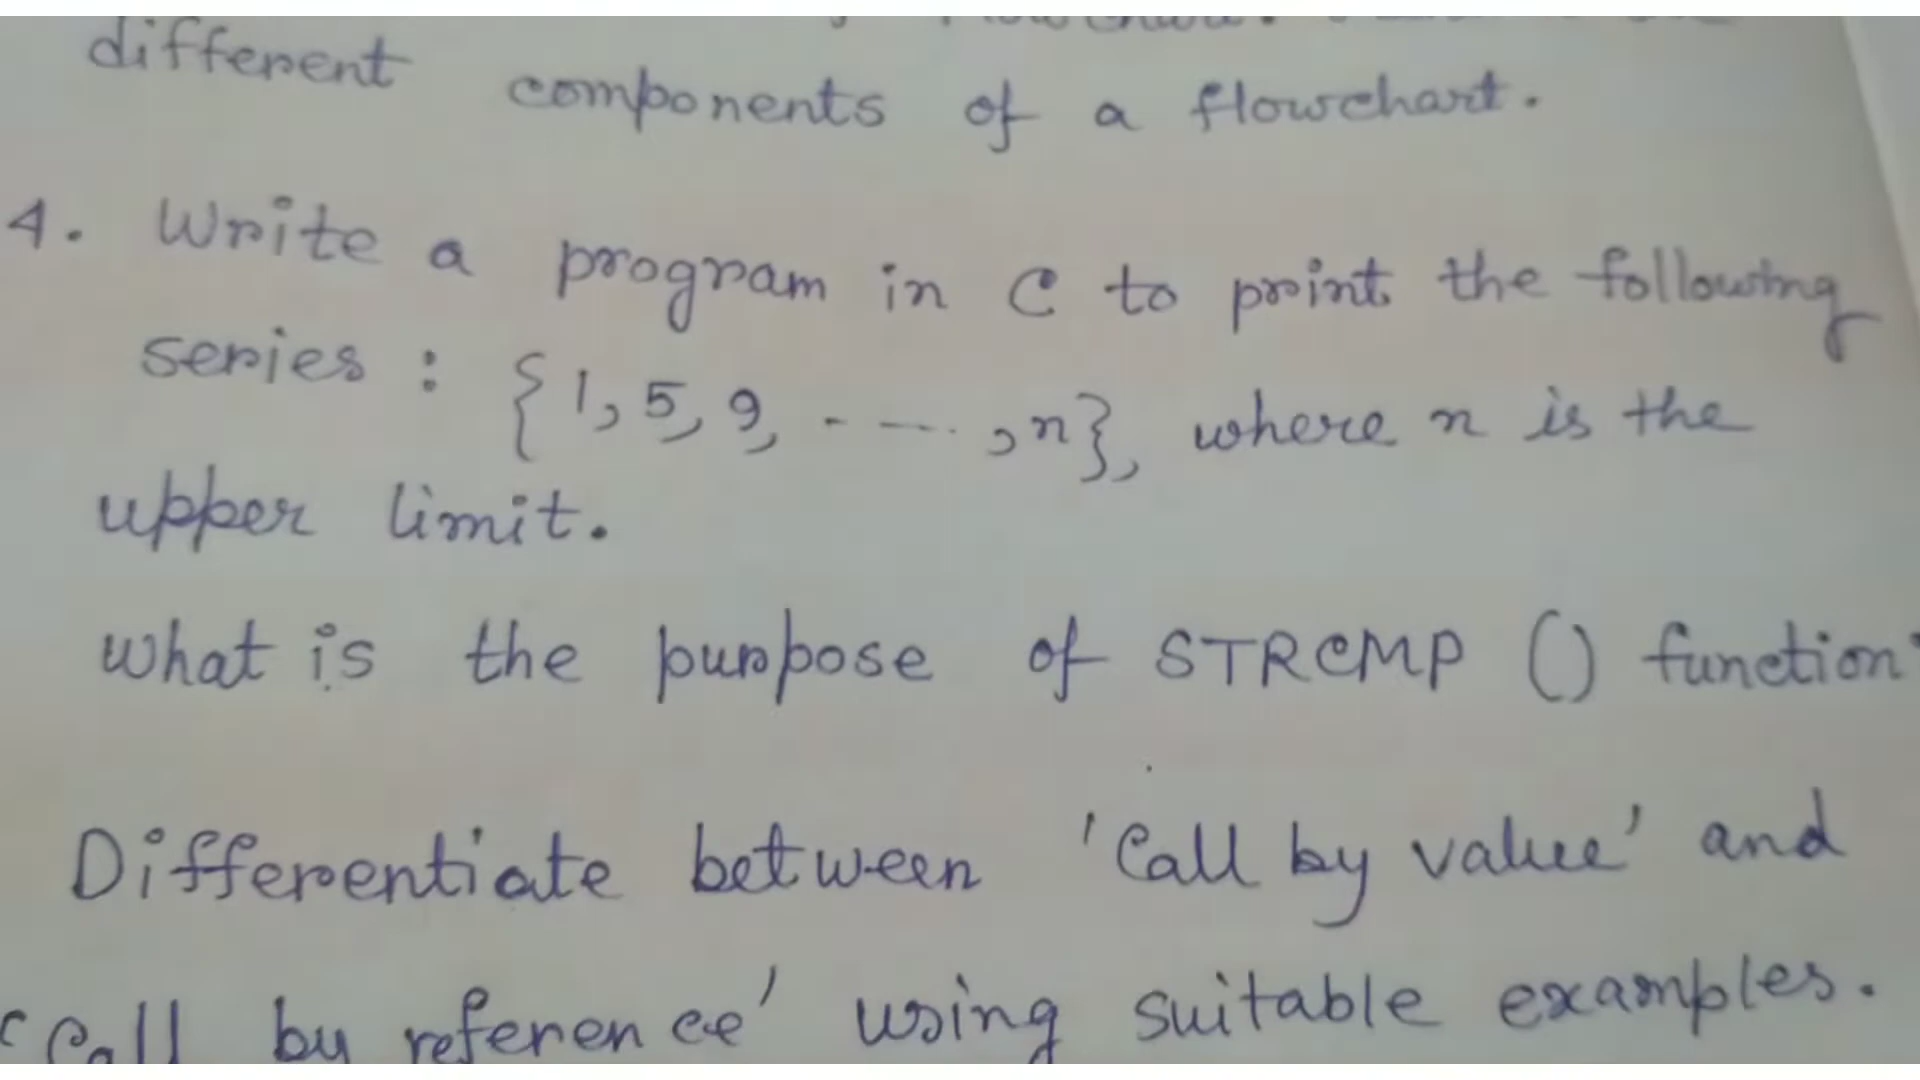 different components of a flowchart.
4. Write a program in C to print the following
series : {1, 5, 9, - --- , n}, where n is the
upper limit.
What is the purpose of STRCMP () function
Differentiate between 'Call by value' and
'Call by reference' using suitable examples.